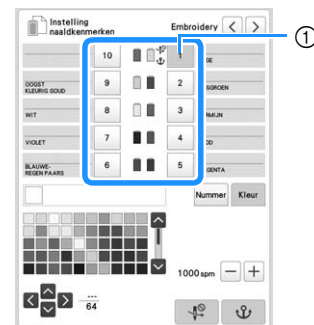 Instelling
naaldkenmerken
Embroidery
1
10 1 GE
OOGST
KLEURIG GOUD
9 2 SGROEN
WIT 8 3 RMIJN
VIOLET 7 4 OD
BLAUWE-
REGEN PAARS
6 5 GENTA
Nummer Kleur
1000 spm
---
64